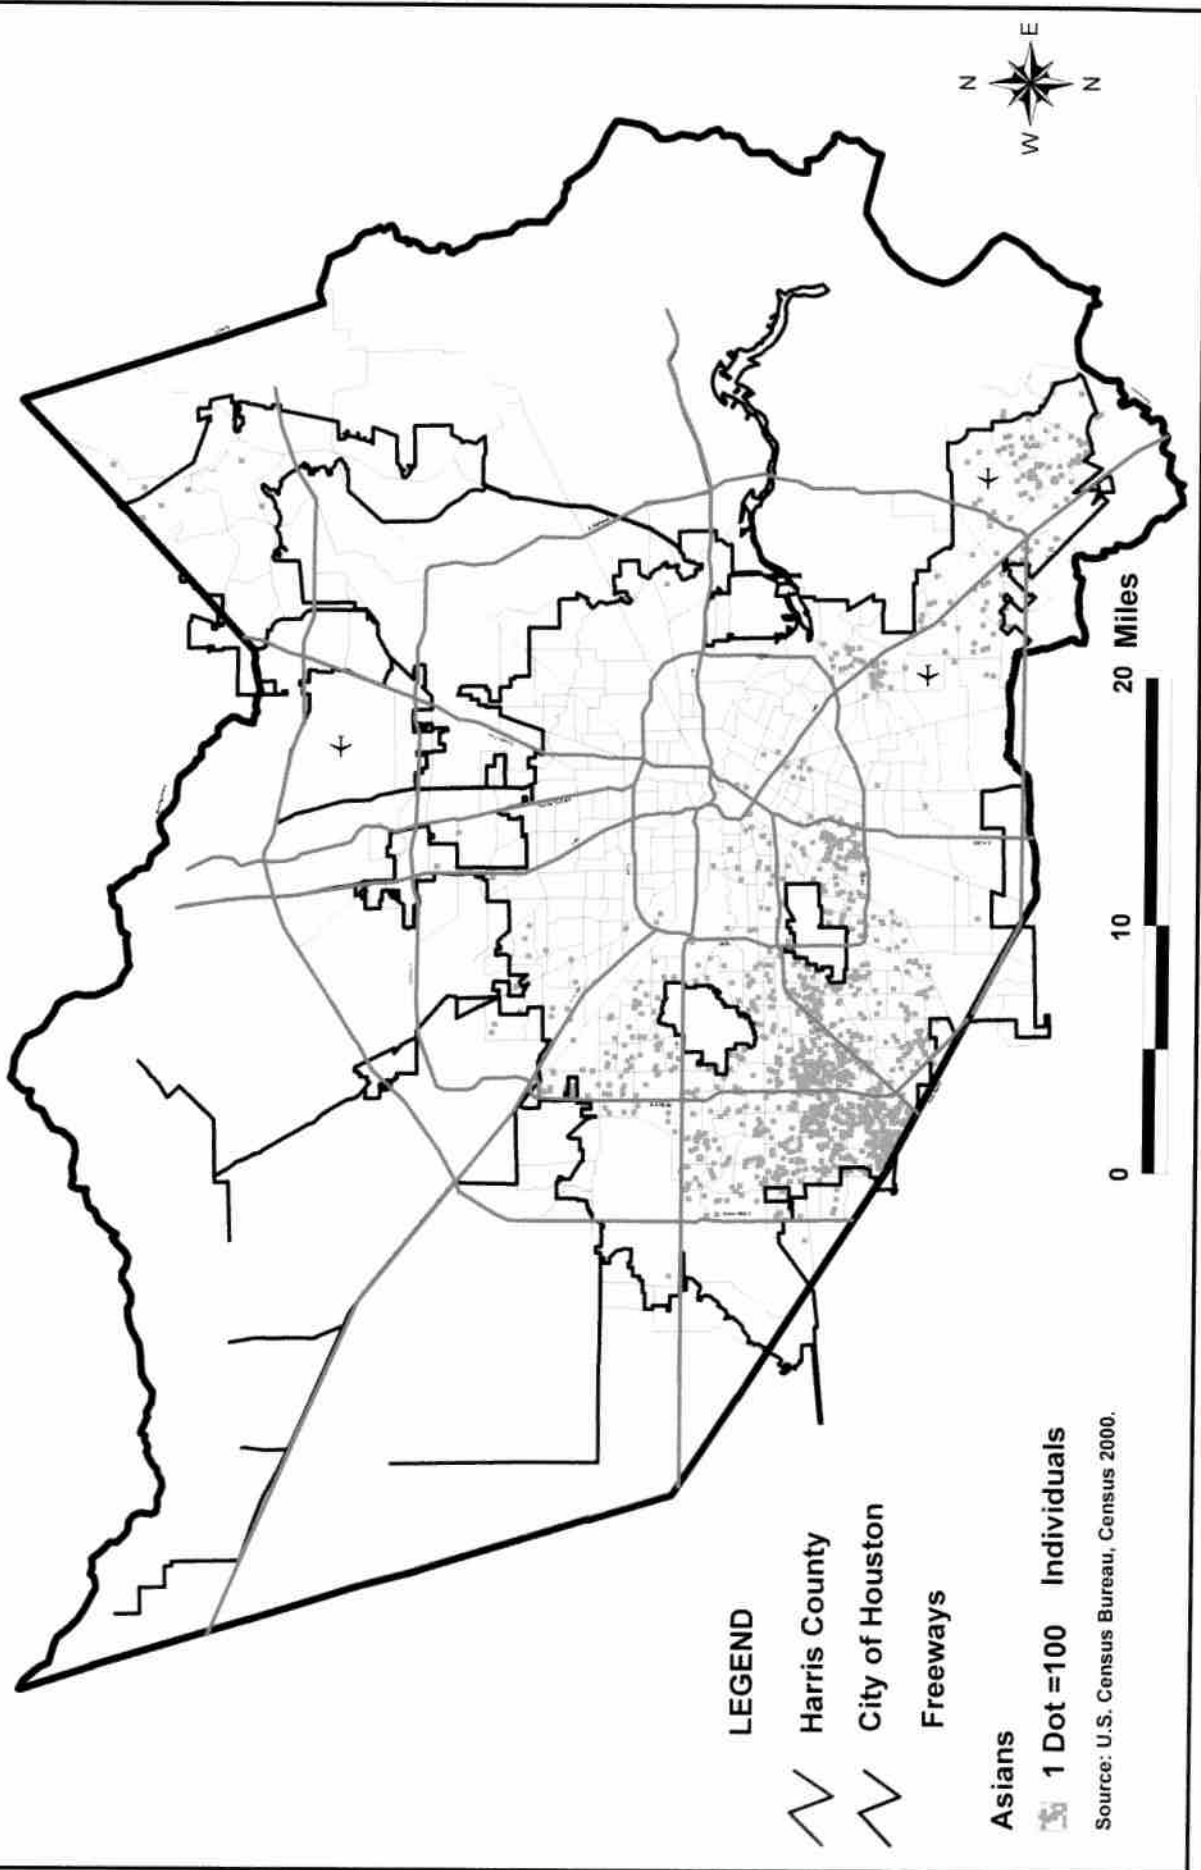 N
W E
N
0 10 20 Miles
LEGEND
Harris County
City of Houston
Freeways
Asians
1 Dot =100 Individuals
Source: U.S. Census Bureau, Census 2000.